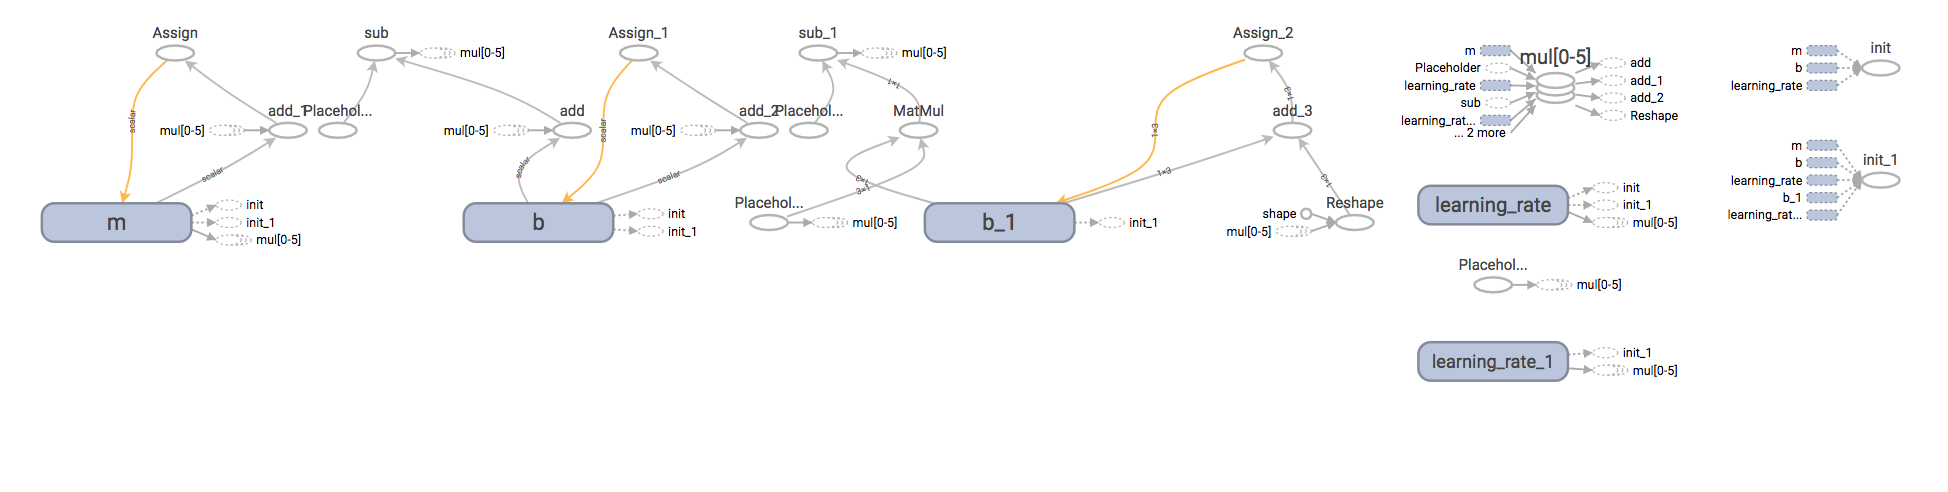 Assign
sub
Assign_1
sub_1
Assign_2
mul[0-5]
mul[0-5]
scalar
add_1
Placehol...
mul[0-5]
scalar
m
init
init_1
mul[0-5]
add
mul[0-5]
scalar
scalar
add_2
Placehol...
mul[0-5]
scalar
b
init
init_1
MatMul
1×1
1×3
3×1
Placehol...
mul[0-5]
b_1
init_1
1×3
1×3
add_3
1×3
1×3
shape
mul[0-5]
Reshape
m
Placeholder
learning_rate
sub
learning_rat...
... 2 more
mul[0-5]
add
add_1
add_2
Reshape
learning_rate
init
init_1
mul[0-5]
Placehol...
mul[0-5]
learning_rate_1
init_1
mul[0-5]
m
b
learning_rate
init
m
b
learning_rate
b_1
learning_rat...
init_1